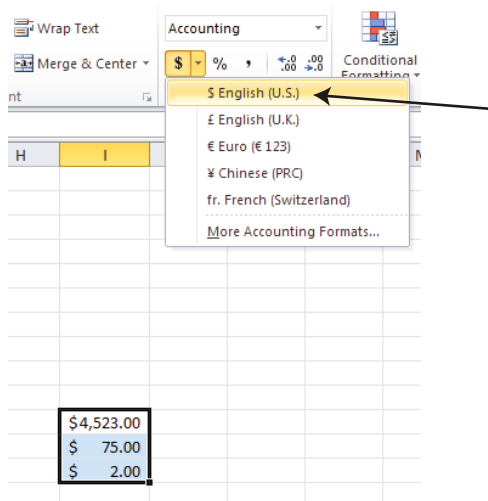 Wrap Text
Accounting
Merge & Center
$ % , .0 .00 .00 .0
Conditional
Formatting
nt
$ English (U.S.)
£ English (U.K.)
€ Euro (€ 123)
¥ Chinese (PRC)
fr. French (Switzerland)
More Accounting Formats...
H I
$4,523.00
$ 75.00
$ 2.00